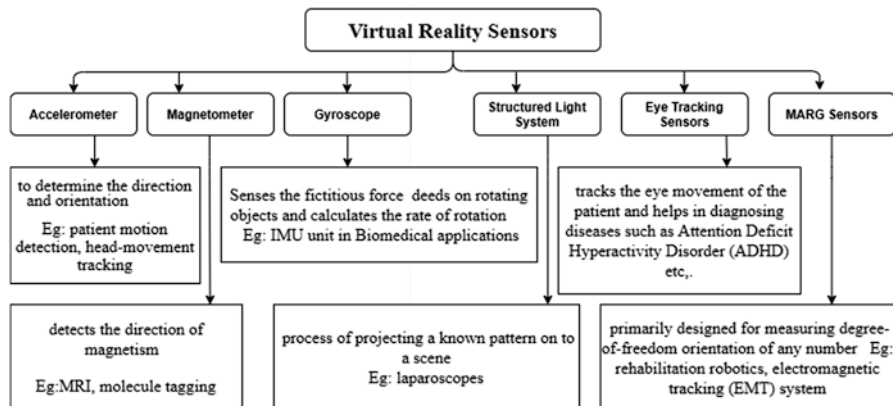 Virtual Reality Sensors
Accelerometer
Magnetometer
Gyroscope
Structured Light
System
Eye Tracking
Sensors
MARG Sensors
to determine the direction
and orientation
Eg: patient motion
detection, head-movement
tracking
Senses the fictitious force deeds on rotating
objects and calculates the rate of rotation
Eg: IMU unit in Biomedical applications
tracks the eye movement of the
patient and helps in diagnosing
diseases such as Attention Deficit
Hyperactivity Disorder (ADHD)
etc,.
detects the direction of
magnetism
Eg:MRI, molecule tagging
process of projecting a known pattern on to
a scene
Eg: laparoscopes
primarily designed for measuring degree-
of-freedom orientation of any number Eg:
rehabilitation robotics, electromagnetic
tracking (EMT) system